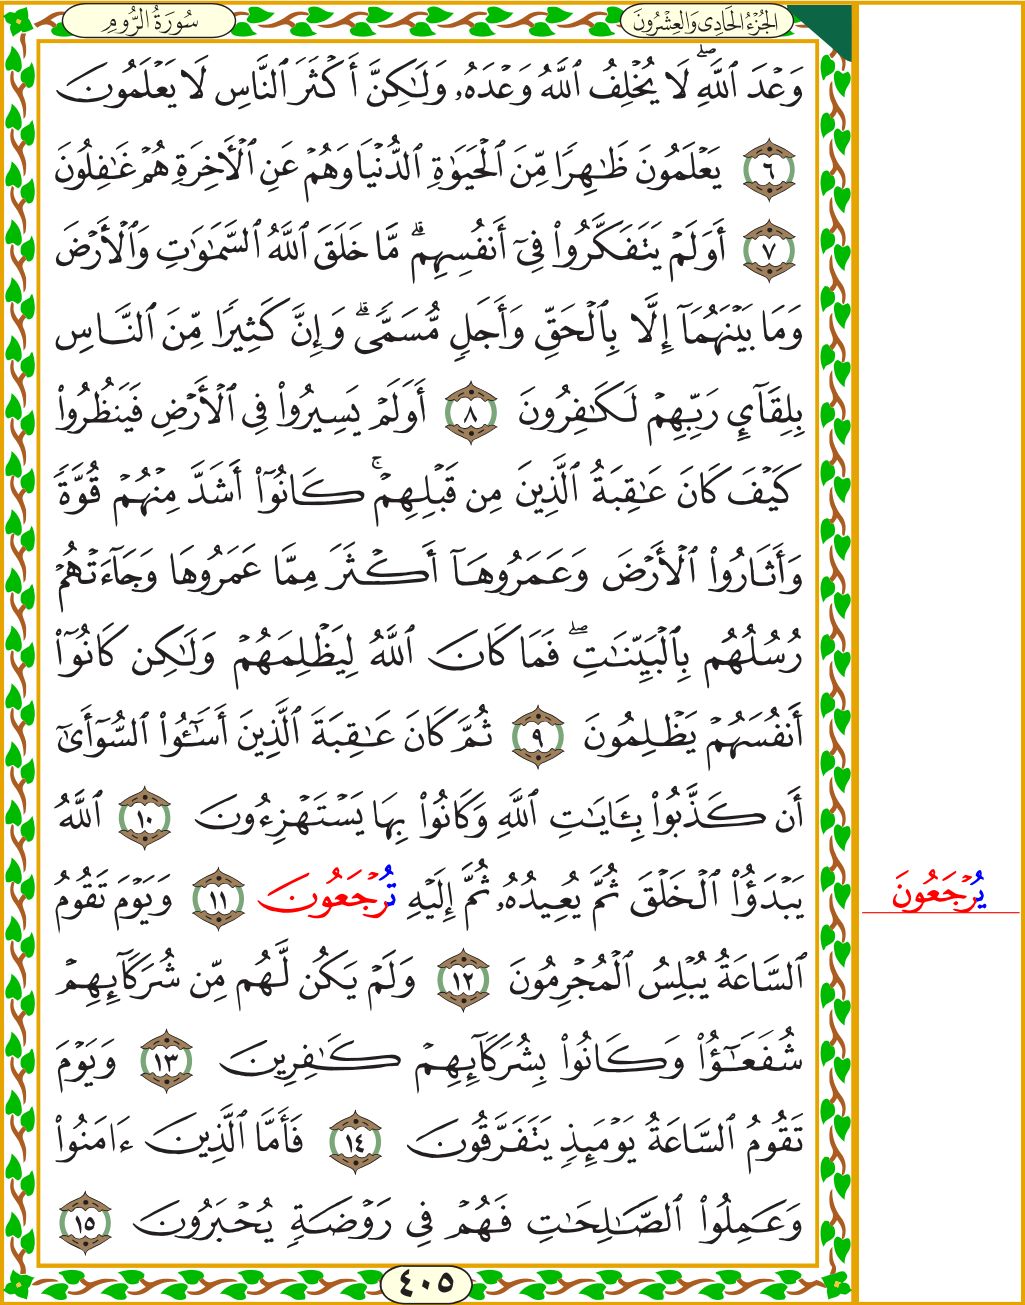 سُورَةُ الرُّومِ
الجُزْءُ الحَادِى وَالعِشْرُونَ
وَعْدَ ٱللَّهِۖ لَا يُخْلِفُ ٱللَّهُ وَعْدَهُۥ وَلَٰكِنَّ أَكْثَرَ ٱلنَّاسِ لَا يَعْلَمُونَ
٦ يَعْلَمُونَ ظَٰهِرًا مِّنَ ٱلْحَيَوٰةِ ٱلدُّنْيَا وَهُمْ عَنِ ٱلْأَخِرَةِ هُمْ غَٰفِلُونَ
٧ أَوَلَمْ يَتَفَكَّرُوا۟ فِىٓ أَنفُسِهِمۗ مَّا خَلَقَ ٱللَّهُ ٱلسَّمَٰوَٰتِ وَٱلْأَرْضَ
وَمَا بَيْنَهُمَآ إِلَّا بِٱلْحَقِّ وَأَجَلٍ مُّسَمًّىۗ وَإِنَّ كَثِيرًا مِّنَ ٱلنَّاسِ
بِلِقَآئِ رَبِّهِمْ لَكَٰفِرُونَ ٨ أَوَلَمْ يَسِيرُوا۟ فِى ٱلْأَرْضِ فَيَنظُرُوا۟
كَيْفَ كَانَ عَٰقِبَةُ ٱلَّذِينَ مِن قَبْلِهِمْۚ كَانُوٓا۟ أَشَدَّ مِنْهُمْ قُوَّةً
وَأَثَارُوا۟ ٱلْأَرْضَ وَعَمَرُوهَآ أَكْثَرَ مِمَّا عَمَرُوهَا وَجَآءَتْهُمْ
رُسُلُهُم بِٱلْبَيِّنَٰتِۖ فَمَا كَانَ ٱللَّهُ لِيَظْلِمَهُمْ وَلَٰكِن كَانُوٓا۟
أَنفُسَهُمْ يَظْلِمُونَ ٩ ثُمَّ كَانَ عَٰقِبَةَ ٱلَّذِينَ أَسَٰٓـُٔوا۟ ٱلسُّوٓأَىٰٓ
أَن كَذَّبُوا۟ بِـَٔايَٰتِ ٱللَّهِ وَكَانُوا۟ بِهَا يَسْتَهْزِءُونَ ١٠ ٱللَّهُ
يَبْدَؤُا۟ ٱلْخَلْقَ ثُمَّ يُعِيدُهُۥ ثُمَّ إِلَيْهِ تُرْجَعُونَ ١١ وَيَوْمَ تَقُومُ
يُرْجَعُونَ
ٱلسَّاعَةُ يُبْلِسُ ٱلْمُجْرِمُونَ ١٢ وَلَمْ يَكُن لَّهُم مِّن شُرَكَآئِهِمْ
شُفَعَٰٓؤُا۟ وَكَانُوا۟ بِشُرَكَآئِهِمْ كَٰفِرِينَ ١٣ وَيَوْمَ
تَقُومُ ٱلسَّاعَةُ يَوْمَئِذٍ يَتَفَرَّقُونَ ١٤ فَأَمَّا ٱلَّذِينَ ءَامَنُوا۟
وَعَمِلُوا۟ ٱلصَّٰلِحَٰتِ فَهُمْ فِى رَوْضَةٍ يُحْبَرُونَ ١٥
٤٠٥